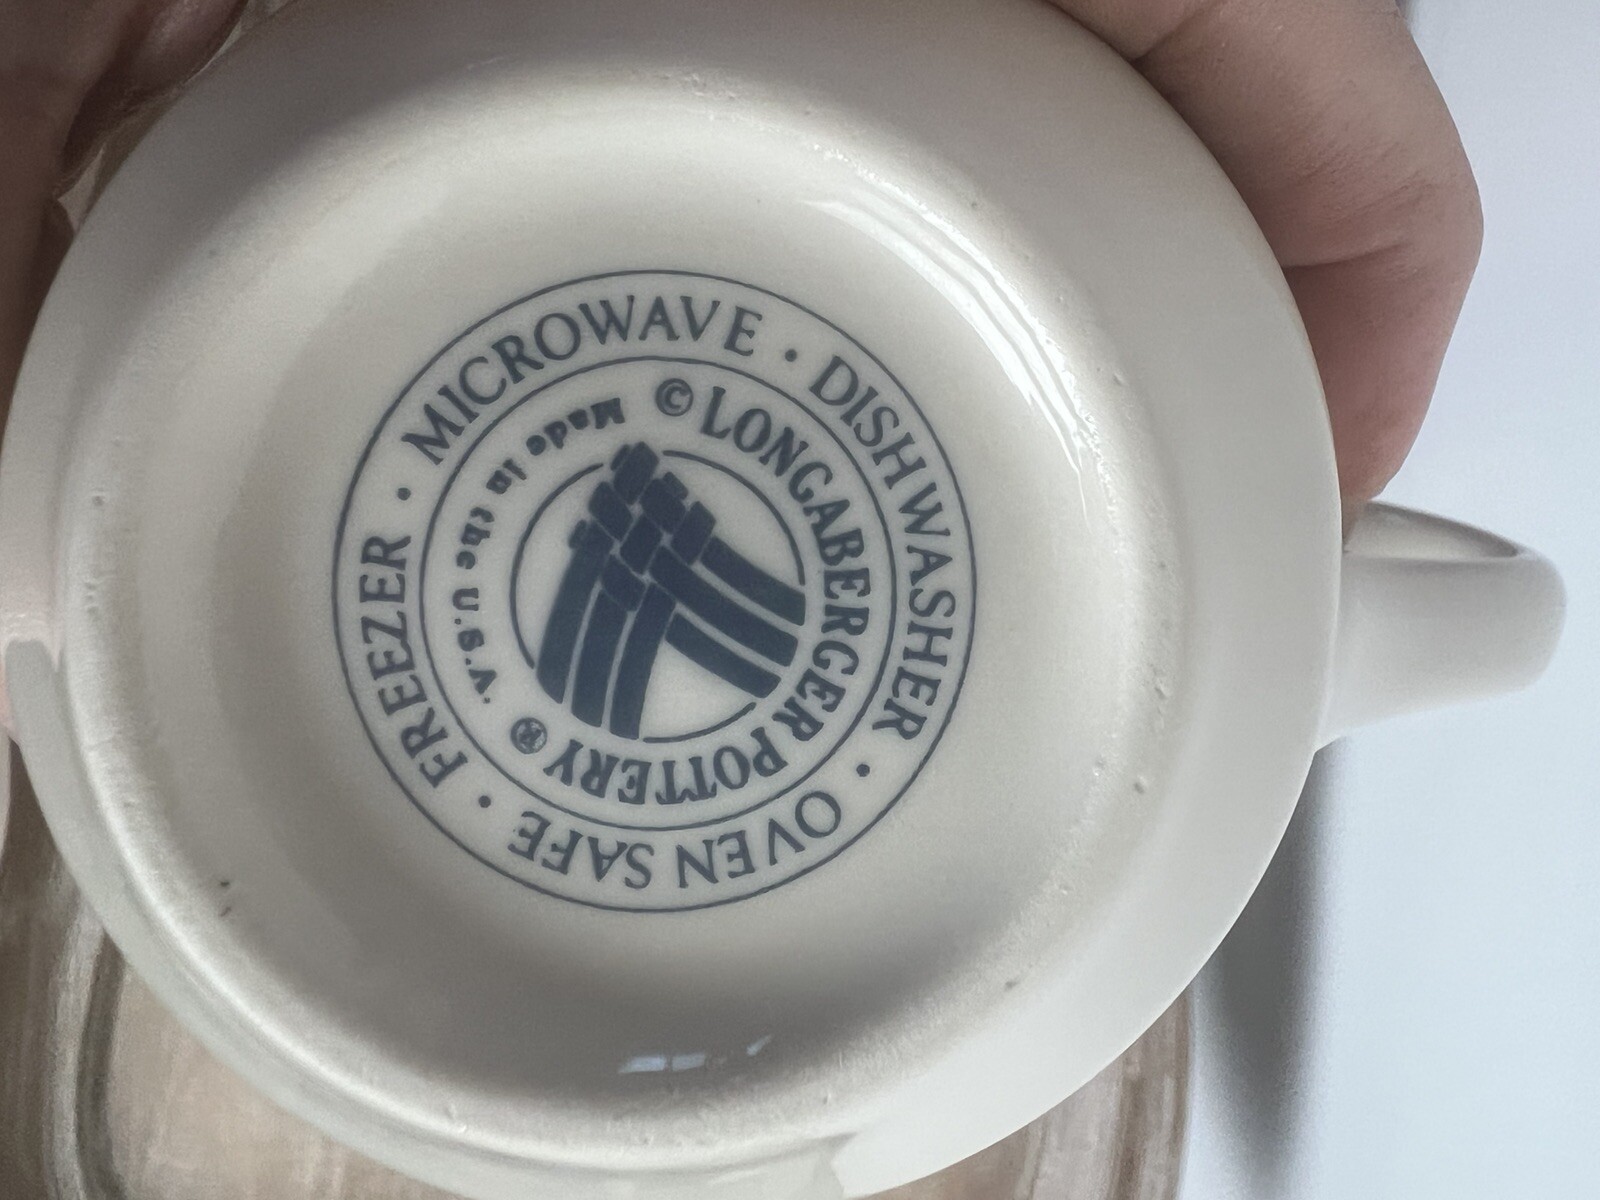 MICROWAVE · DISHWASHER · OVEN SAFE · FREEZER ·
© LONGABERGER POTTERY ®
Made in the U.S.A.